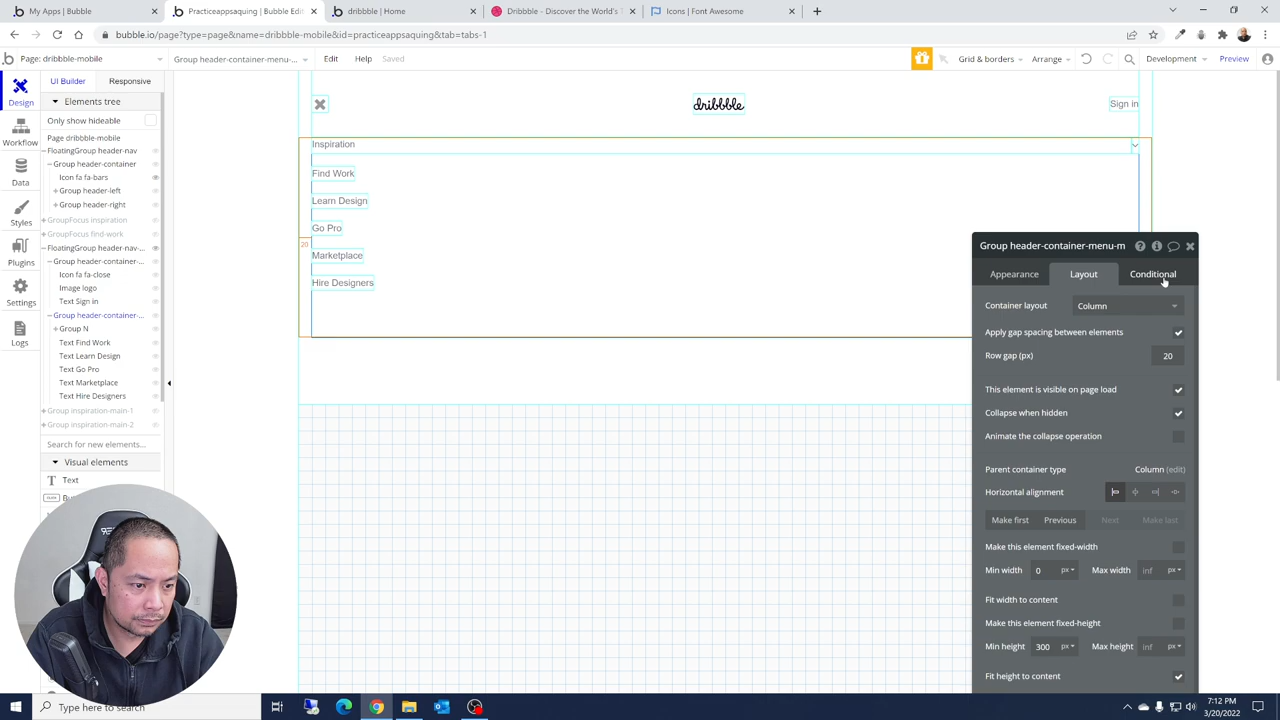 Practiceappsaquing | Bubble Edit
Practiceappsaquing | Bubble Edit
Dribbble - Discover the World's T
Icons | Font Awesome
bubble.io/page?type=page&name=dribbble-mobile&id=practiceappsaquing&tab=tabs-1
Page: dribbble-mobile
Group header-container-menu-...
Edit
Help
Saved
Grid & borders
Arrange
Development
Preview
Design
Workflow
Data
Styles
Plugins
Settings
Logs
UI Builder
Responsive
Elements tree
Only show hideable
Page dribbble-mobile
FloatingGroup header-nav
Group header-container
Icon fa fa-bars
Group header-left
Group header-right
GroupFocus inspiration
GroupFocus find-work
FloatingGroup header-nav-...
Group header-container-...
Icon fa fa-close
Image logo
Text Sign in
Group header-container-...
Group N
Text Find Work
Text Learn Design
Text Go Pro
Text Marketplace
Text Hire Designers
Group inspiration-main-1
Group inspiration-main-2
Search for new elements...
Visual elements
T Text
dribbble
Sign in
Inspiration
Find Work
Learn Design
Go Pro
20
Marketplace
Hire Designers
Group header-container-menu-m
Appearance
Layout
Conditional
Container layout
Column
Apply gap spacing between elements
Row gap (px)
20
This element is visible on page load
Collapse when hidden
Animate the collapse operation
Parent container type
Column (edit)
Horizontal alignment
Make first
Previous
Next
Make last
Make this element fixed-width
Min width
0
px
Max width
inf
px
Fit width to content
Make this element fixed-height
Min height
300
px
Max height
inf
px
Fit height to content
Type here to search
7:12 PM
3/20/2022